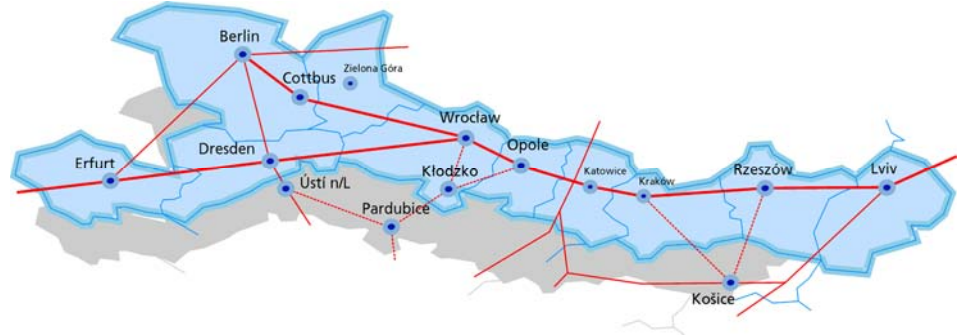 Berlin
Zielona Góra
Cottbus
Wrocław
Opole
Dresden
Erfurt
Kłodzko
Katowice
Rzeszów
Lviv
Ústí n/L
Kraków
Pardubice
Košice